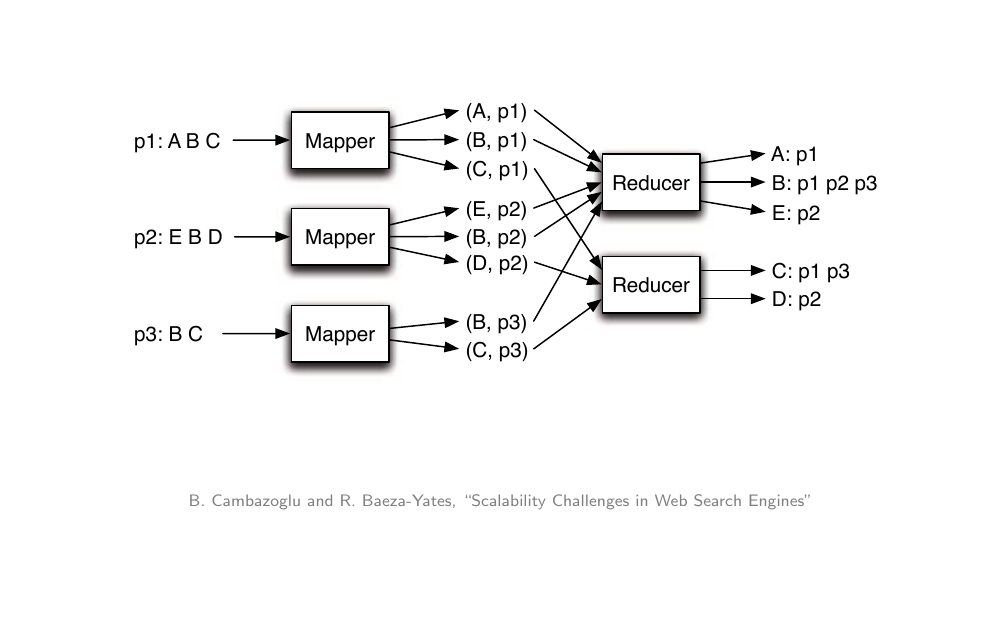 p1: A B C
Mapper
(A, p1)
(B, p1)
(C, p1)
p2: E B D
Mapper
(E, p2)
(B, p2)
(D, p2)
p3: B C
Mapper
(B, p3)
(C, p3)
Reducer
A: p1
B: p1 p2 p3
E: p2
Reducer
C: p1 p3
D: p2
B. Cambazoglu and R. Baeza-Yates, “Scalability Challenges in Web Search Engines”